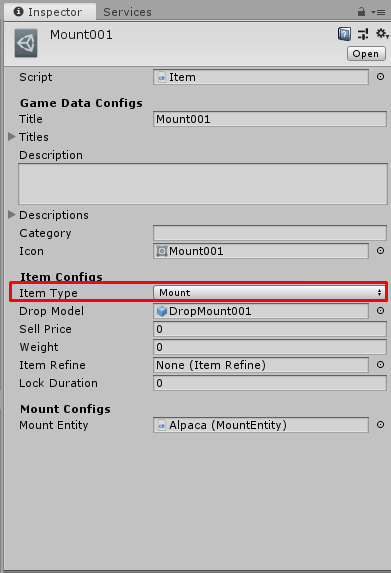 Inspector
Services
Mount001
Open
Script Item
Game Data Configs
Title Mount001
Titles
Description
Descriptions
Category
Icon Mount001
Item Configs
Item Type Mount
Drop Model DropMount001
Sell Price 0
Weight 0
Item Refine None (Item Refine)
Lock Duration 0
Mount Configs
Mount Entity Alpaca (MountEntity)